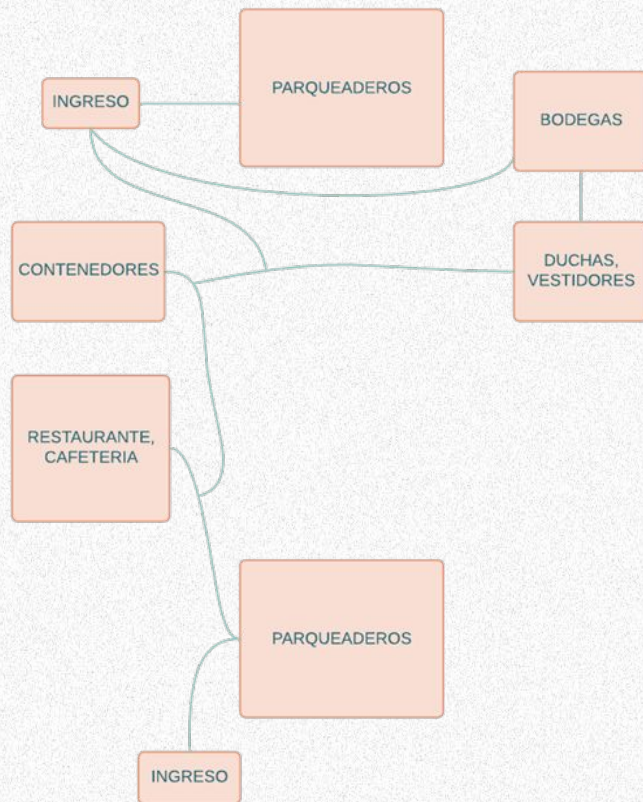 PARQUEADEROS
INGRESO
BODEGAS
CONTENEDORES
DUCHAS,
VESTIDORES
RESTAURANTE,
CAFETERIA
PARQUEADEROS
INGRESO